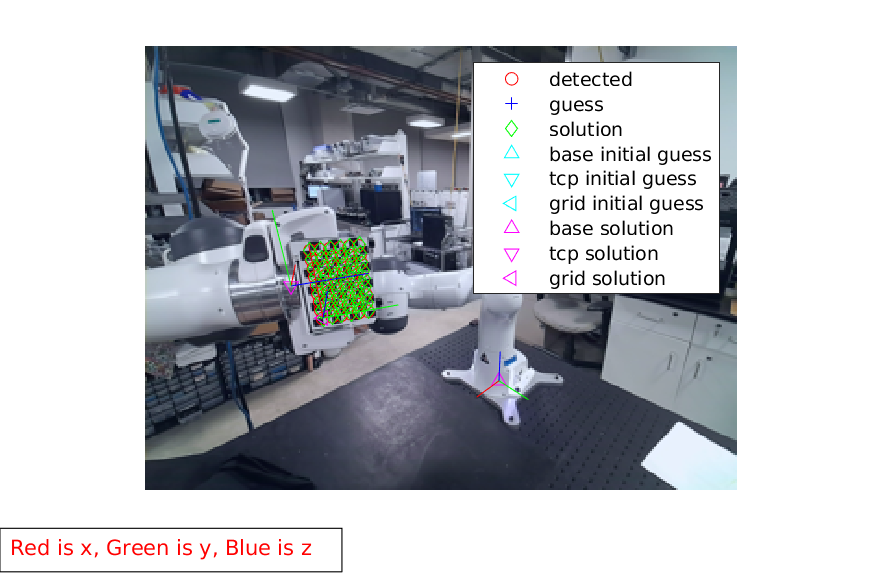 detected
guess
solution
base initial guess
tcp initial guess
grid initial guess
base solution
tcp solution
grid solution
Red is x, Green is y, Blue is z